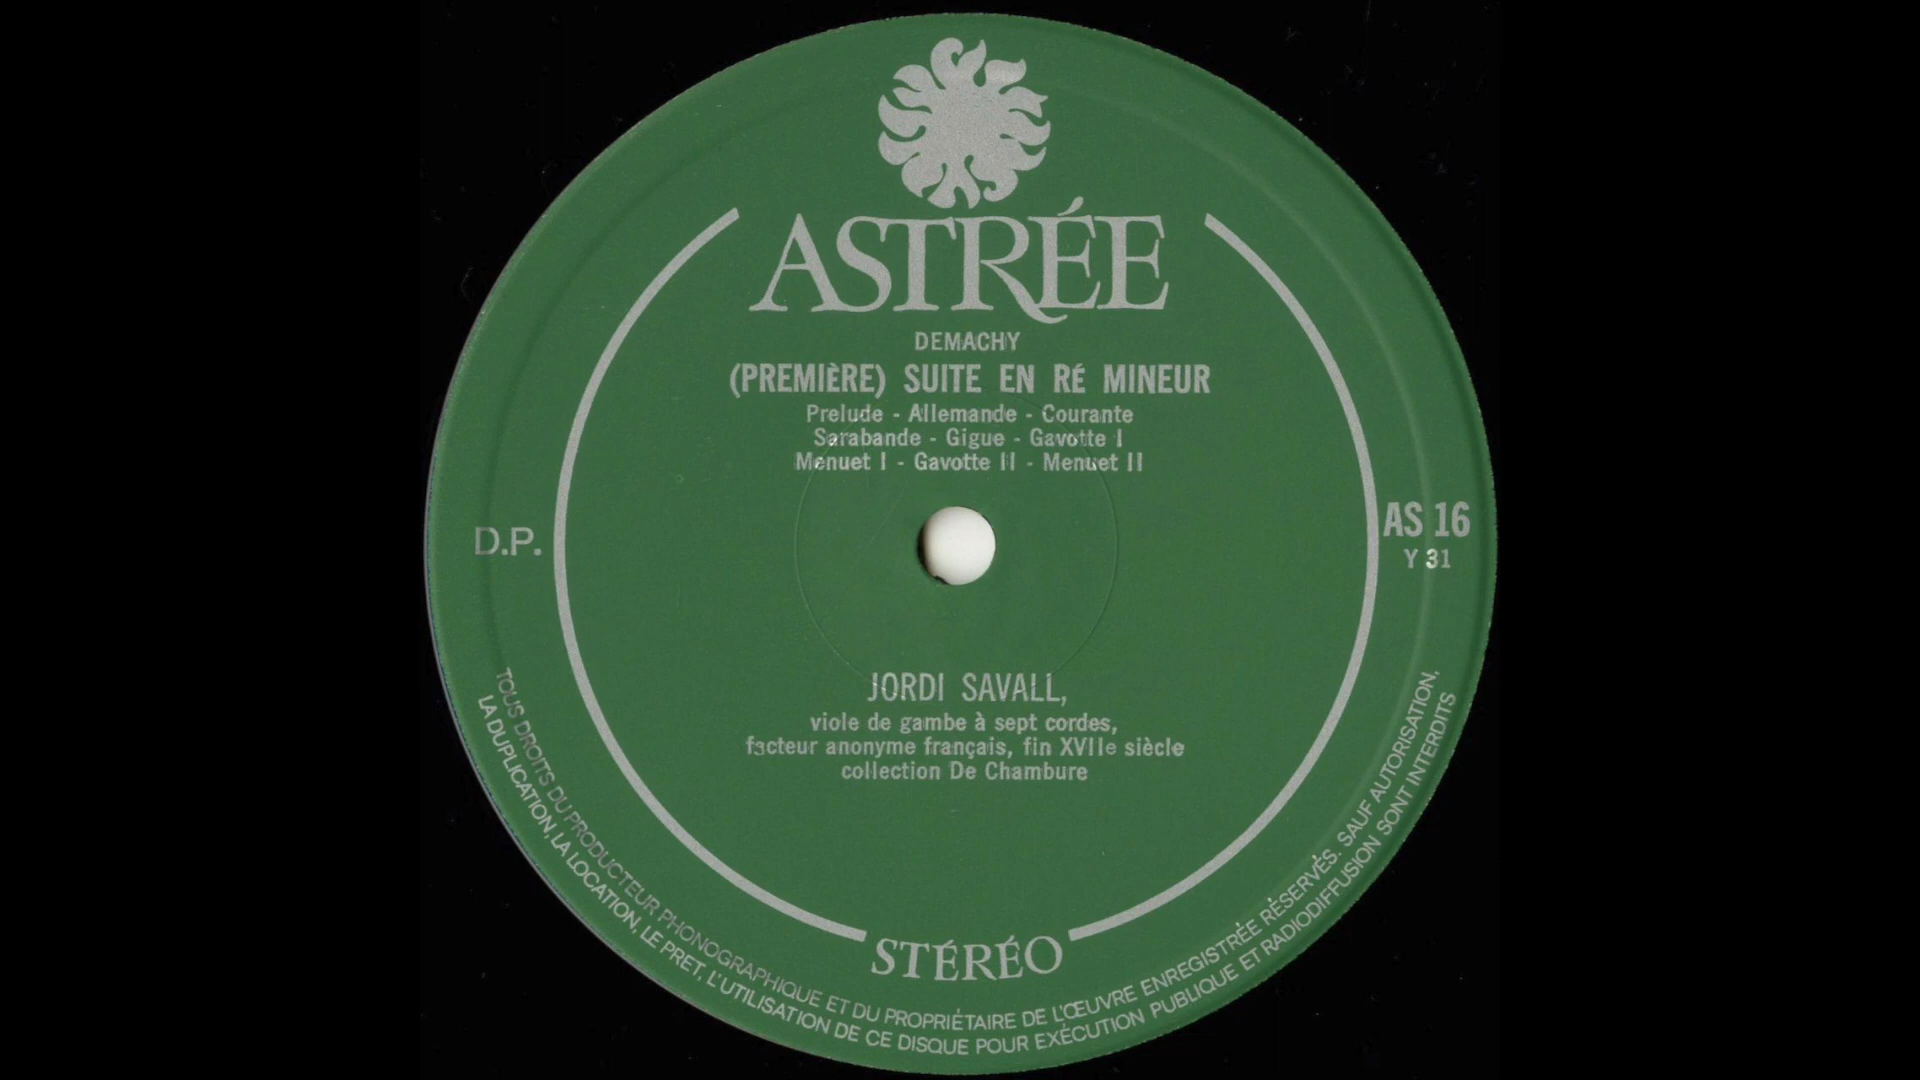 ASTRÉE
DEMACHY
(PREMIÈRE) SUITE EN RÉ MINEUR
Prelude - Allemande - Courante
Sarabande - Gigue - Gavotte I
Menuet I - Gavotte II - Menuet II
D.P.
AS 16
Y 31
JORDI SAVALL,
viole de gambe à sept cordes,
facteur anonyme français, fin XVIIe siècle
collection De Chambure
STÉRÉO
TOUS DROITS DU PRODUCTEUR PHONOGRAPHIQUE ET DU PROPRIÉTAIRE DE L'ŒUVRE ENREGISTRÉE RÉSERVÉS. SAUF AUTORISATION,
LA DUPLICATION, LA LOCATION, LE PRET, L'UTILISATION DE CE DISQUE POUR EXÉCUTION PUBLIQUE ET RADIODIFFUSION SONT INTERDITS